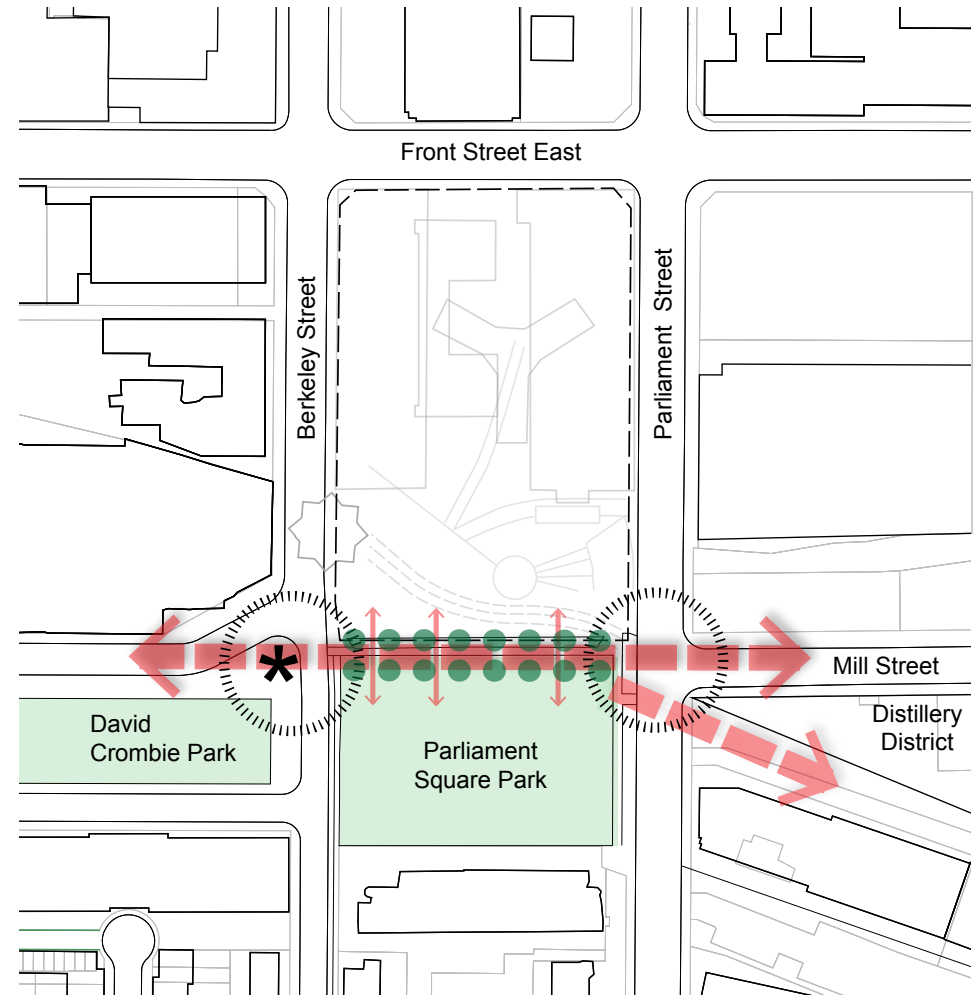 Front Street East
Berkeley Street
Parliament Street
*
Mill Street
David
Crombie Park
Parliament
Square Park
Distillery
District